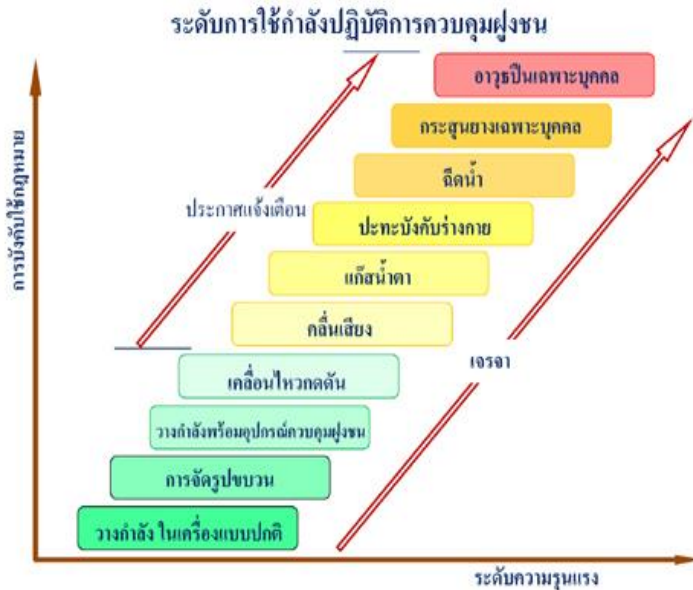 ระดับการใช้กำลังปฏิบัติการควบคุมฝูงชน
อาวุธปืนเฉพาะบุคคล
กระสุนยางเฉพาะบุคคล
ฉีดน้ำ
ประกาศแจ้งเตือน
ปะทะบังคับร่างกาย
แก๊สน้ำตา
คลื่นเสียง
เจรจา
เคลื่อนไหวกดดัน
วางกำลังพร้อมอุปกรณ์ควบคุมฝูงชน
การจัดรูปขบวน
วางกำลัง ในเครื่องแบบปกติ
การบังคับใช้กฎหมาย
ระดับความรุนแรง